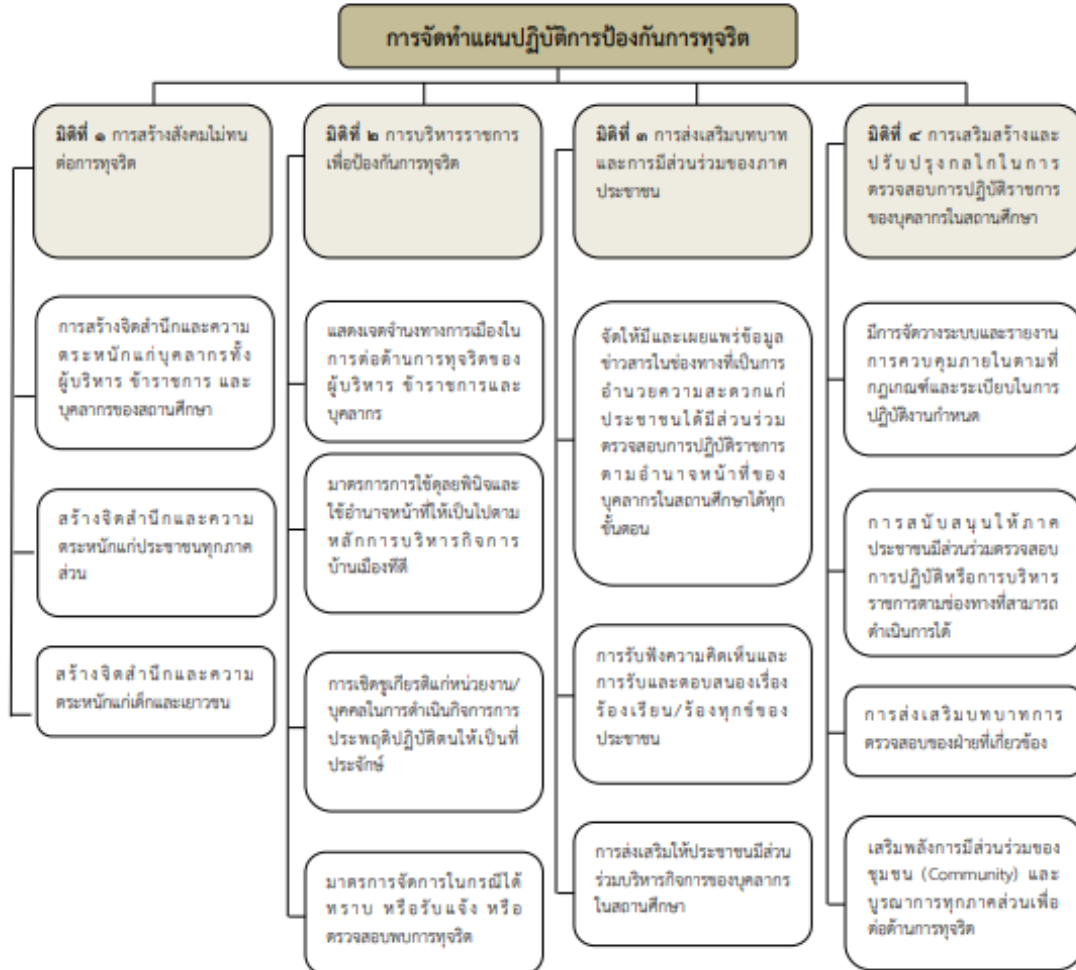 การจัดทำแผนปฏิบัติการป้องกันการทุจริต
มิติที่ ๑ การสร้างสังคมไม่ทน
ต่อการทุจริต
การสร้างจิตสำนึกและความ
ตระหนักแก่บุคลากรทั้ง
ผู้บริหาร ข้าราชการ และ
บุคลากรของสถานศึกษา
สร้างจิตสำนึกและความ
ตระหนักแก่ประชาชนทุกภาค
ส่วน
สร้างจิตสำนึกและความ
ตระหนักแก่เด็กและเยาวชน
มิติที่ ๒ การบริหารราชการ
เพื่อป้องกันการทุจริต
แสดงเจตจำนงทางการเมืองใน
การต่อต้านการทุจริตของ
ผู้บริหาร ข้าราชการและ
บุคลากร
มาตรการการใช้ดุลยพินิจและ
ใช้อำนาจหน้าที่ให้เป็นไปตาม
หลักการบริหารกิจการ
บ้านเมืองที่ดี
การเชิดชูเกียรติแก่หน่วยงาน/
บุคคลในการดำเนินกิจการการ
ประพฤติปฏิบัติตนให้เป็นที่
ประจักษ์
มาตรการจัดการในกรณีได้
ทราบ หรือรับแจ้ง หรือ
ตรวจสอบพบการทุจริต
มิติที่ ๓ การส่งเสริมบทบาท
และการมีส่วนร่วมของภาค
ประชาชน
จัดให้มีและเผยแพร่ข้อมูล
ข่าวสารในช่องทางที่เป็นการ
อำนวยความสะดวกแก่
ประชาชนได้มีส่วนร่วม
ตรวจสอบการปฏิบัติราชการ
ตามอำนาจหน้าที่ของ
บุคลากรในสถานศึกษาได้ทุก
ขั้นตอน
การรับฟังความคิดเห็นและ
การรับและตอบสนองเรื่อง
ร้องเรียน/ร้องทุกข์ของ
ประชาชน
การส่งเสริมให้ประชาชนมีส่วน
ร่วมบริหารกิจการของบุคลากร
ในสถานศึกษา
มิติที่ ๔ การเสริมสร้างและ
ปรับปรุงกลไกในการ
ตรวจสอบการปฏิบัติราชการ
ของบุคลากรในสถานศึกษา
มีการจัดวางระบบและรายงาน
การควบคุมภายในตามที่
กฎเกณฑ์และระเบียบในการ
ปฏิบัติงานกำหนด
การสนับสนุนให้ภาค
ประชาชนมีส่วนร่วมตรวจสอบ
การปฏิบัติหรือการบริหาร
ราชการตามช่องทางที่สามารถ
ดำเนินการได้
การส่งเสริมบทบาทการ
ตรวจสอบของฝ่ายที่เกี่ยวข้อง
เสริมพลังการมีส่วนร่วมของ
ชุมชน (Community) และ
บูรณาการทุกภาคส่วนเพื่อ
ต่อต้านการทุจริต